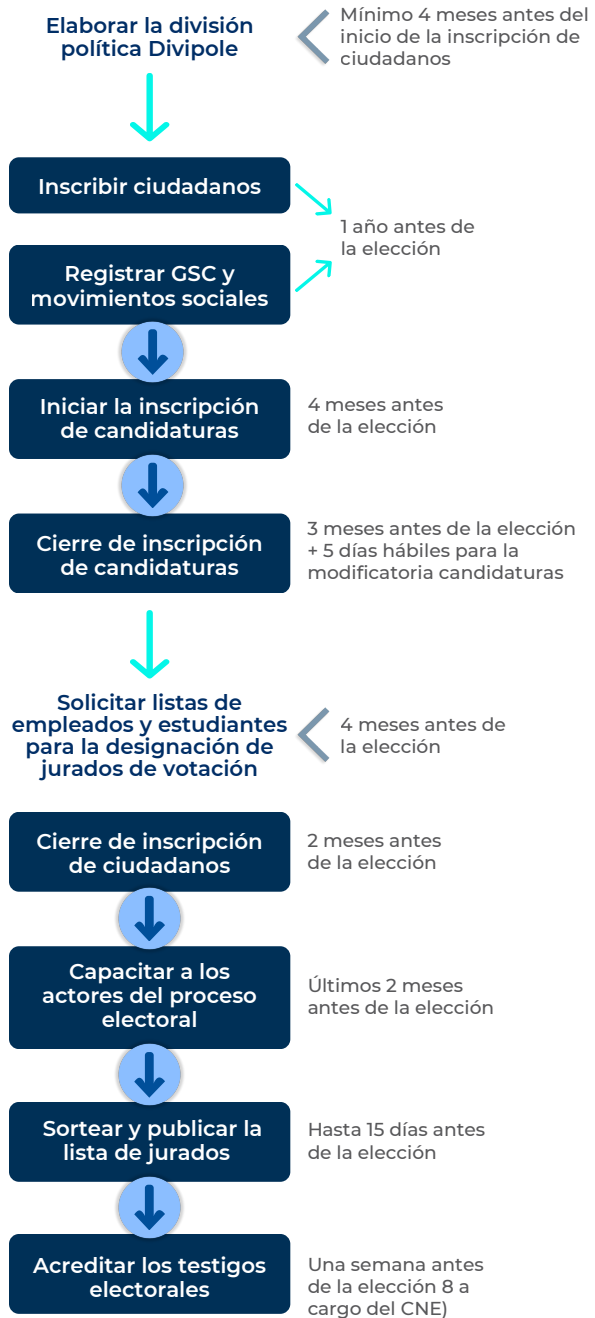 Elaborar la división
política Divipole
Mínimo 4 meses antes del
inicio de la inscripción de
ciudadanos
Inscribir ciudadanos
1 año antes de
la elección
Registrar GSC y
movimientos sociales
Iniciar la inscripción
de candidaturas
4 meses antes
de la elección
Cierre de inscripción
de candidaturas
3 meses antes de la elección
+ 5 días hábiles para la
modificatoria candidaturas
Solicitar listas de
empleados y estudiantes
para la designación de
jurados de votación
4 meses antes de
la elección
Cierre de inscripción
de ciudadanos
2 meses antes
de la elección
Capacitar a los
actores del proceso
electoral
Últimos 2 meses
antes de la elección
Sortear y publicar la
lista de jurados
Hasta 15 días antes
de la elección
Acreditar los testigos
electorales
Una semana antes
de la elección 8 a
cargo del CNE)